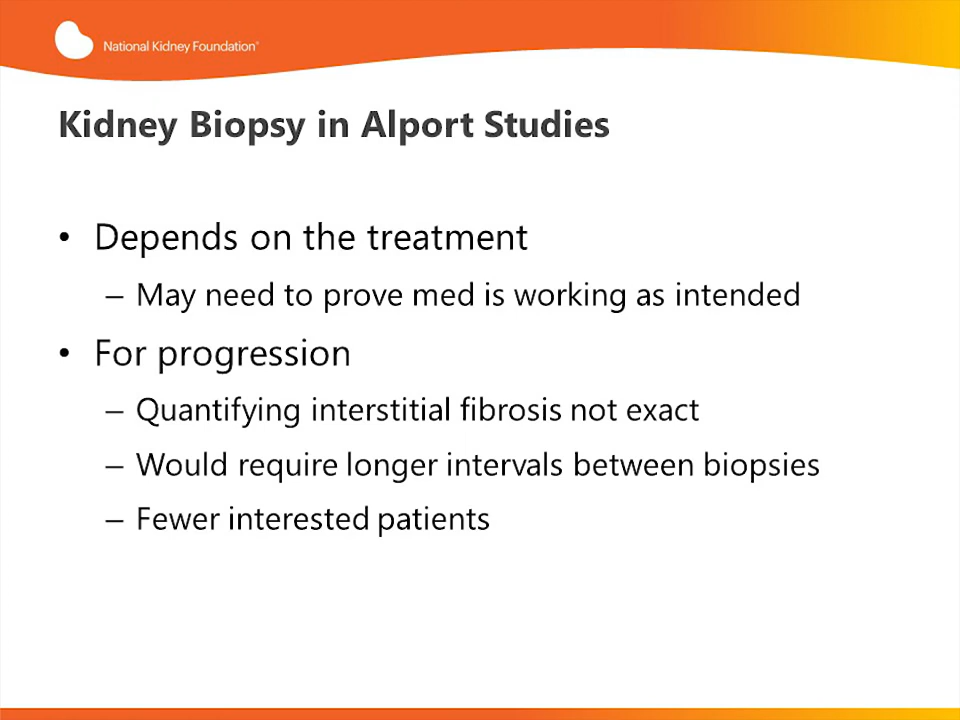 National Kidney Foundation®
Kidney Biopsy in Alport Studies
• Depends on the treatment
– May need to prove med is working as intended
• For progression
– Quantifying interstitial fibrosis not exact
– Would require longer intervals between biopsies
– Fewer interested patients